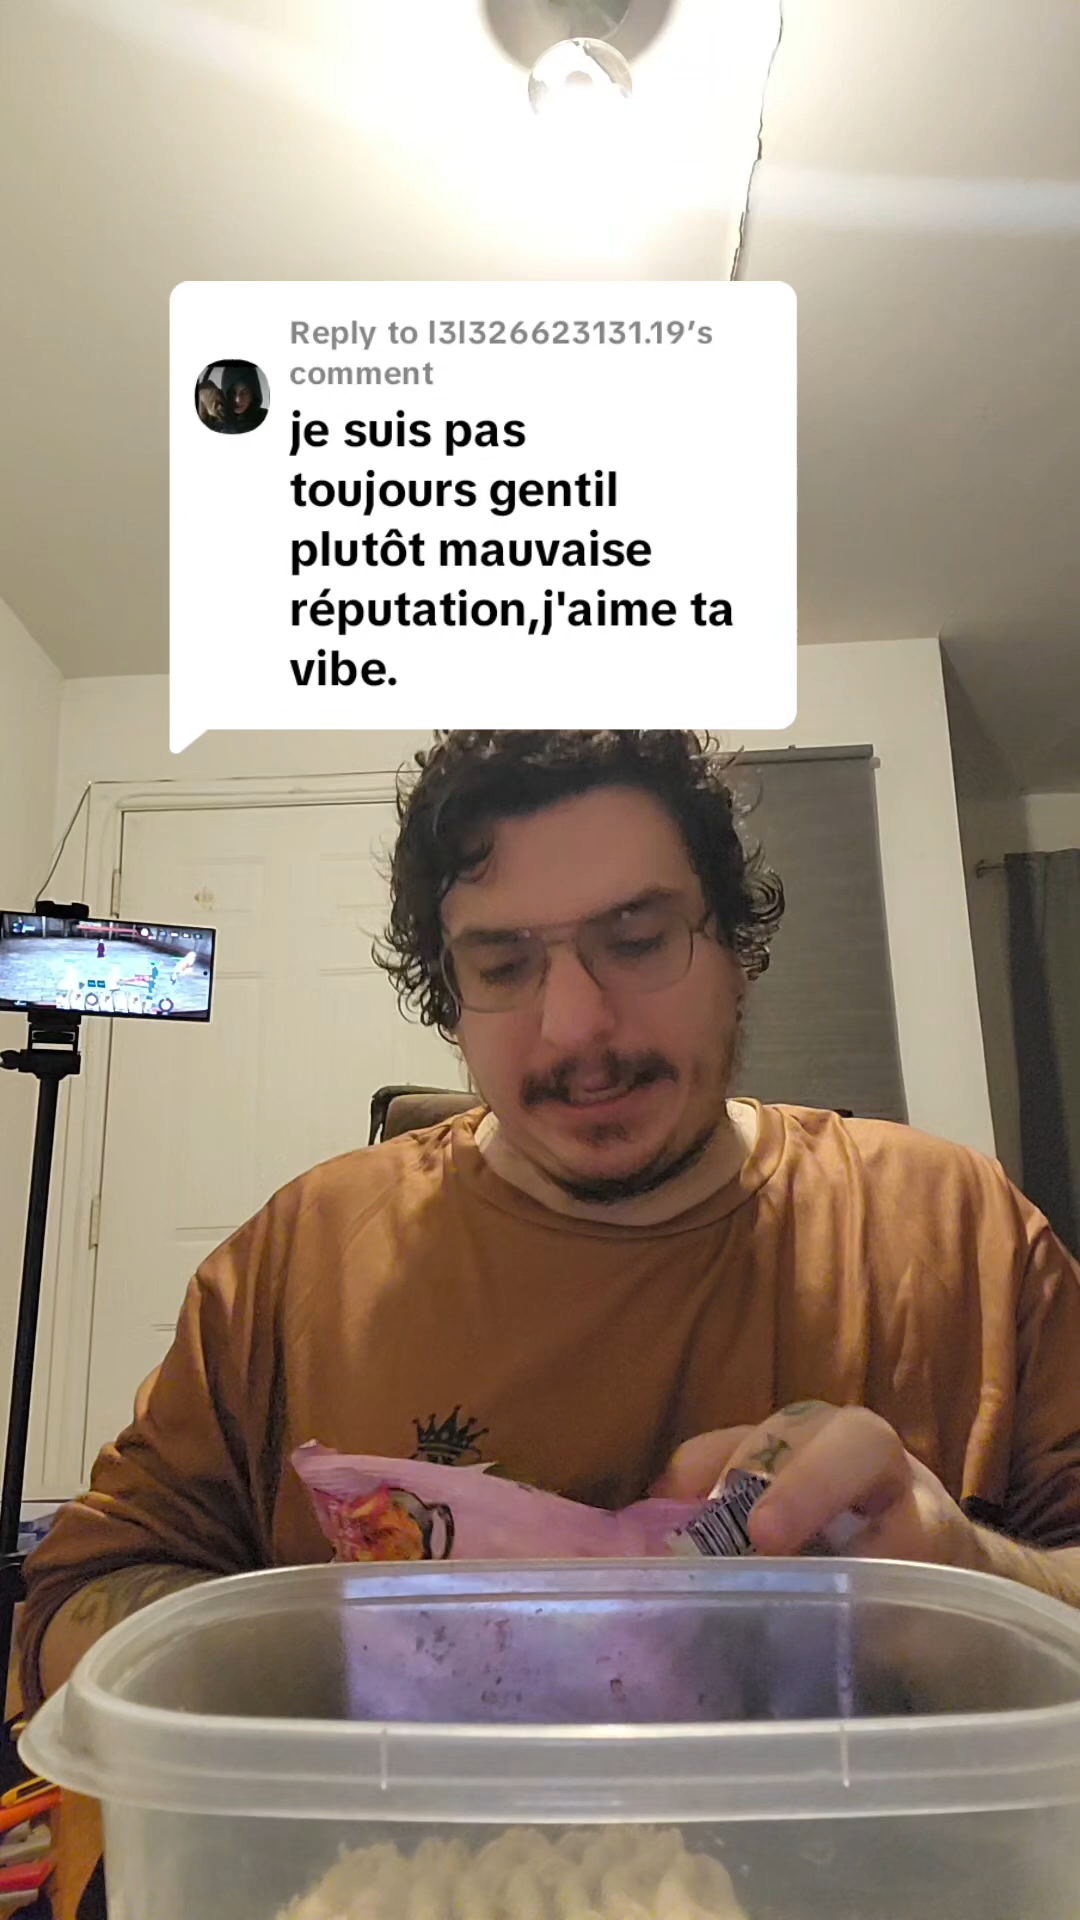 Reply to l3l326623131.19’s
comment
je suis pas
toujours gentil
plutôt mauvaise
réputation,j'aime ta
vibe.